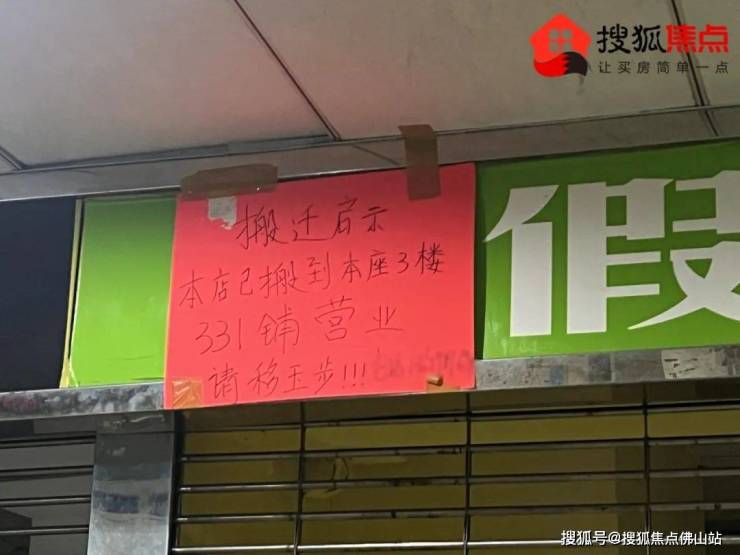 搜狐焦点
让买房简单一点
搬迁启示
本店已搬到本座3楼
331铺营业
请移玉步!!!
假
搜狐号@搜狐焦点佛山站